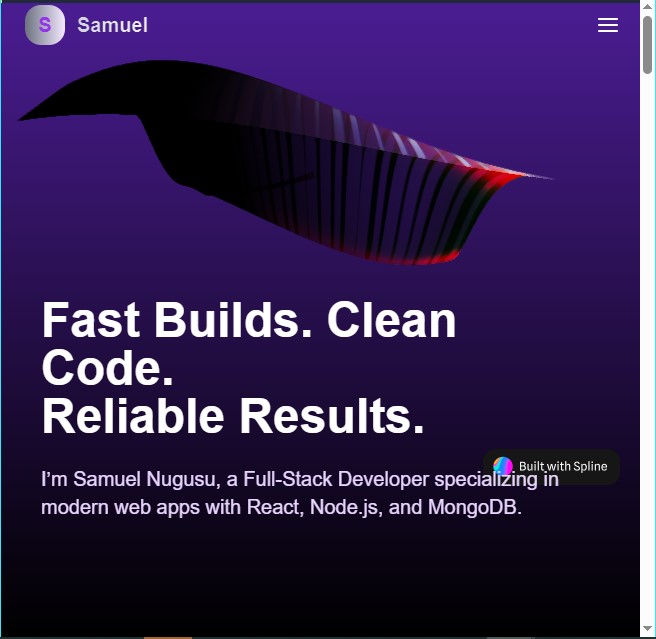 S
Samuel
Fast Builds. Clean
Code.
Reliable Results.
Built with Spline
I'm Samuel Nugusu, a Full-Stack Developer specializing in
modern web apps with React, Node.js, and MongoDB.